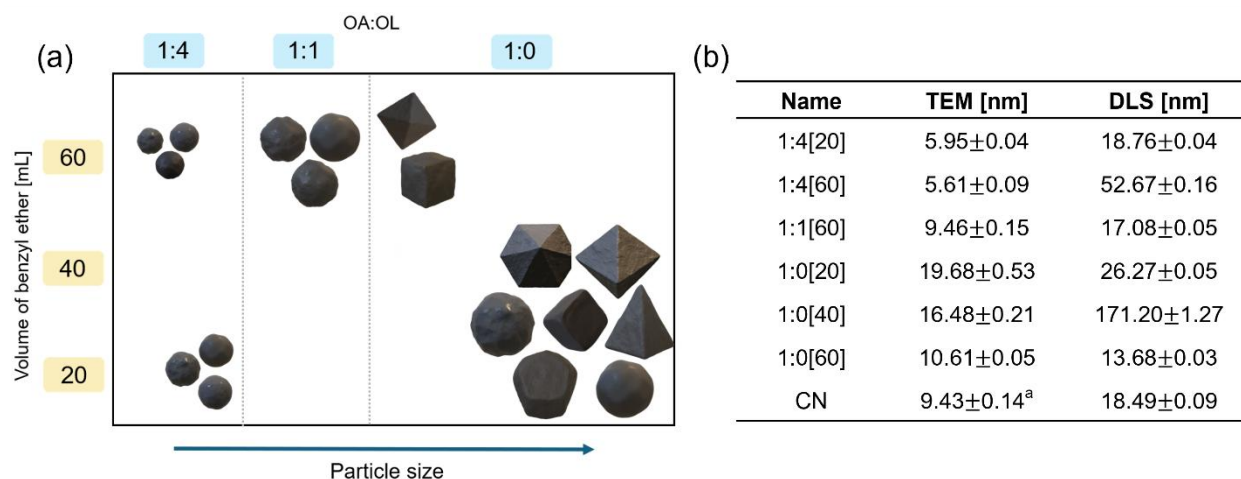 (a)
OA:OL
1:4 1:1 1:0
Volume of benzyl ether [mL]
60
40
20
Particle size
(b)
Name TEM [nm] DLS [nm]
1:4[20] 5.95±0.04 18.76±0.04
1:4[60] 5.61±0.09 52.67±0.16
1:1[60] 9.46±0.15 17.08±0.05
1:0[20] 19.68±0.53 26.27±0.05
1:0[40] 16.48±0.21 171.20±1.27
1:0[60] 10.61±0.05 13.68±0.03
CN 9.43±0.14ᵃ 18.49±0.09